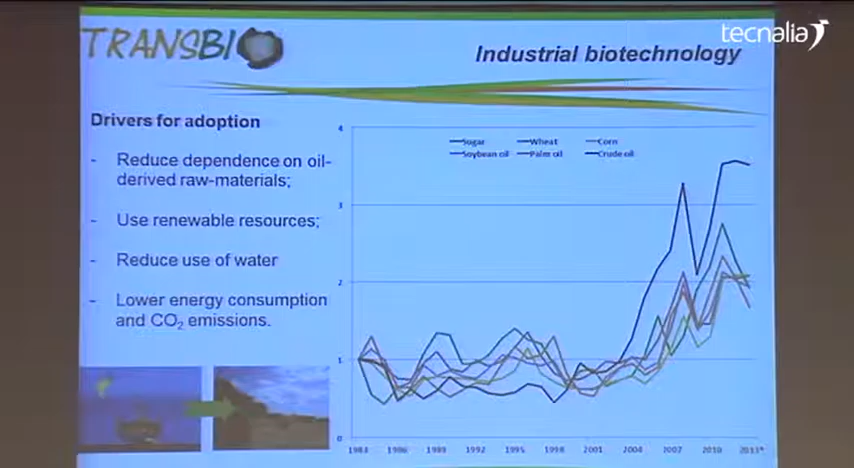 TRANSBIO
tecnalia
Industrial biotechnology
Drivers for adoption
- Reduce dependence on oil-
derived raw-materials;
- Use renewable resources;
- Reduce use of water
- Lower energy consumption
and CO₂ emissions.
Sugar Wheat Corn
Soybean oil Palm oil Crude oil
4
3
2
1
0
1983 1986 1989 1992 1995 1998 2001 2004 2007 2010 2013*